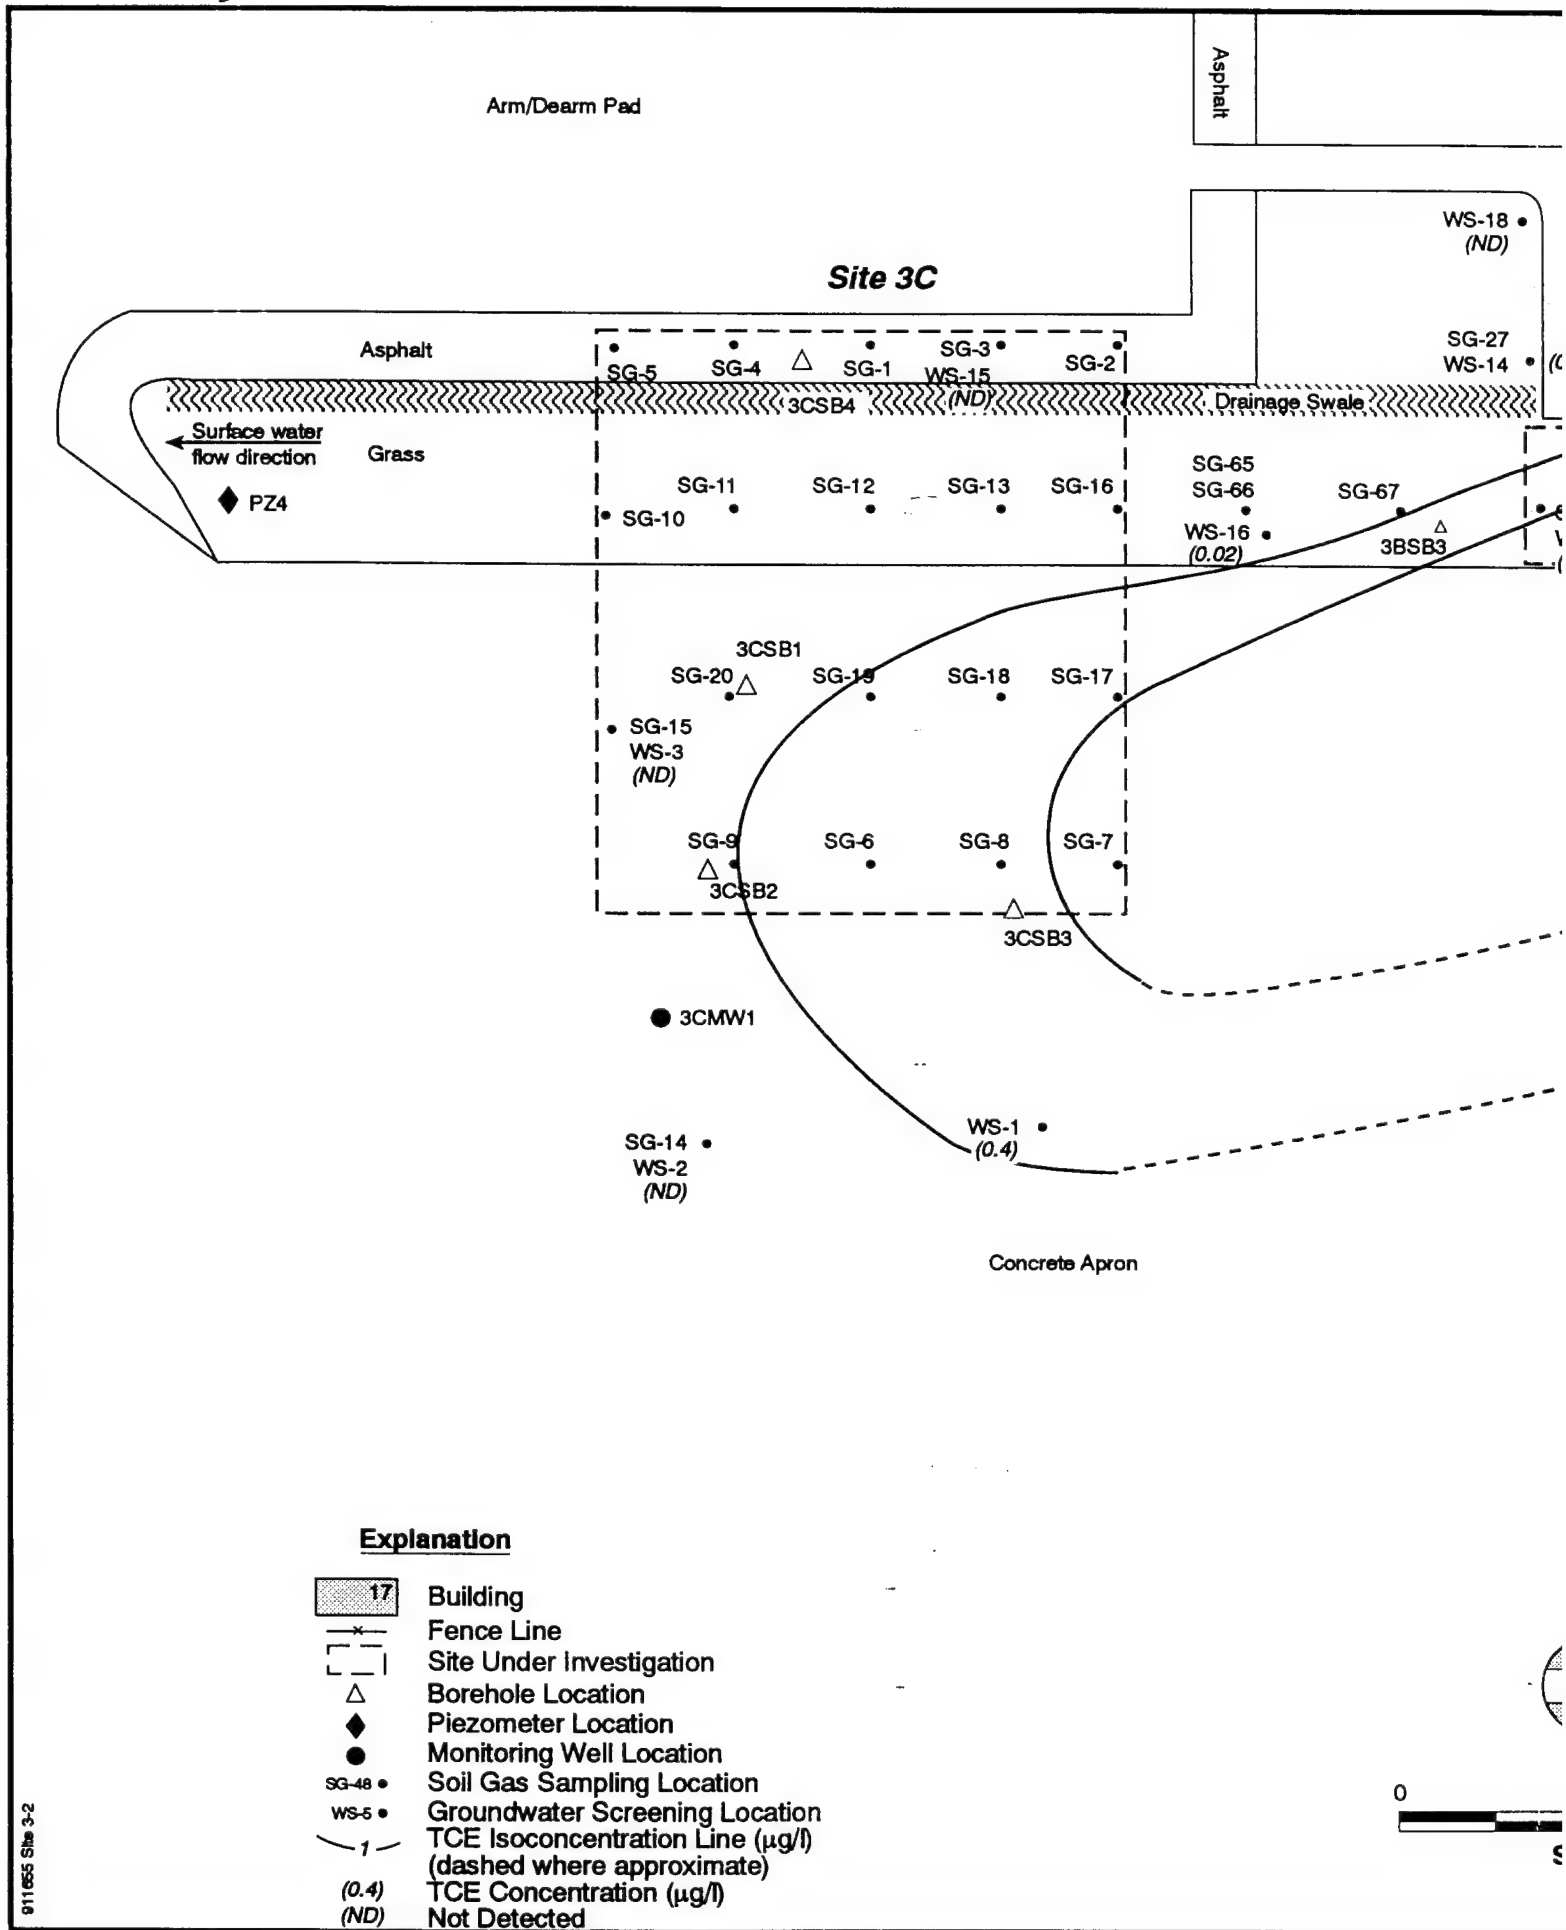 Arm/Dearm Pad
Asphalt
WS-18
(ND)
Site 3C
Asphalt
SG-5
SG-4
SG-1
SG-3
WS-15
(ND)
SG-2
SG-27
WS-14
3CSB4
Drainage Swale
Surface water
flow direction
Grass
PZ4
SG-10
SG-11
SG-12
SG-13
SG-16
SG-65
SG-66
WS-16
(0.02)
SG-67
3BSB3
3CSB1
SG-20
SG-19
SG-18
SG-17
SG-15
WS-3
(ND)
SG-9
SG-6
SG-8
SG-7
3CSB2
3CSB3
3CMW1
SG-14
WS-2
(ND)
WS-1
(0.4)
Concrete Apron
Explanation
17 Building
Fence Line
Site Under Investigation
Borehole Location
Piezometer Location
Monitoring Well Location
SG-48 Soil Gas Sampling Location
WS-5 Groundwater Screening Location
1 TCE Isoconcentration Line (µg/l)
(dashed where approximate)
(0.4) TCE Concentration (µg/l)
(ND) Not Detected
0
911655 Site 3-2